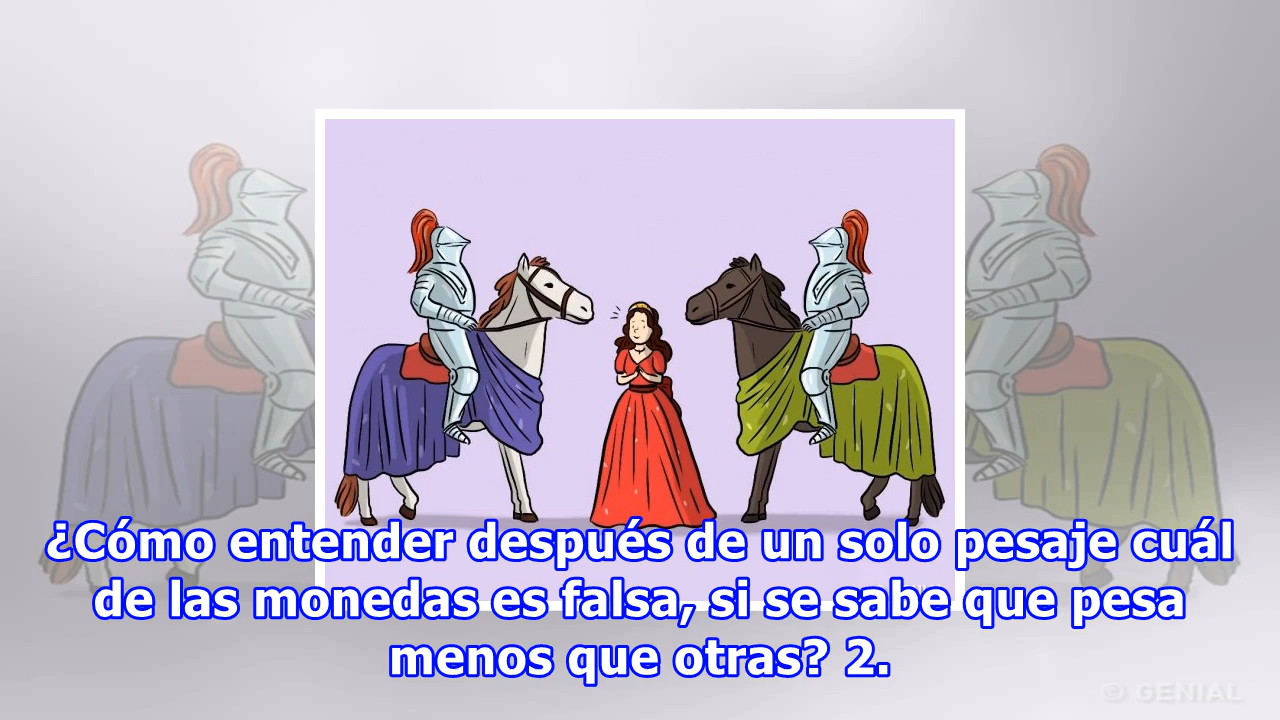 ¿Cómo entender después de un solo pesaje cuál
de las monedas es falsa, si se sabe que pesa
menos que otras? 2.
© GENIAL